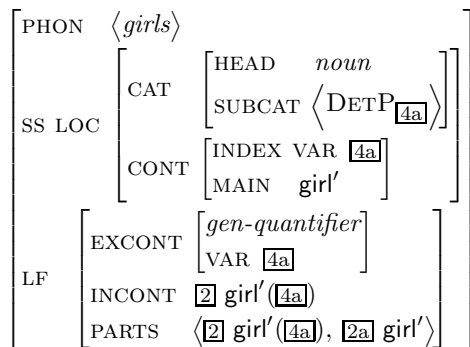 PHON ⟨girls⟩
SS LOC
CAT
HEAD noun
SUBCAT ⟨DETP 4a⟩
CONT
INDEX VAR 4a
MAIN girl′
LF
EXCONT
gen-quantifier
VAR 4a
INCONT 2 girl′(4a)
PARTS ⟨2 girl′(4a), 2a girl′⟩